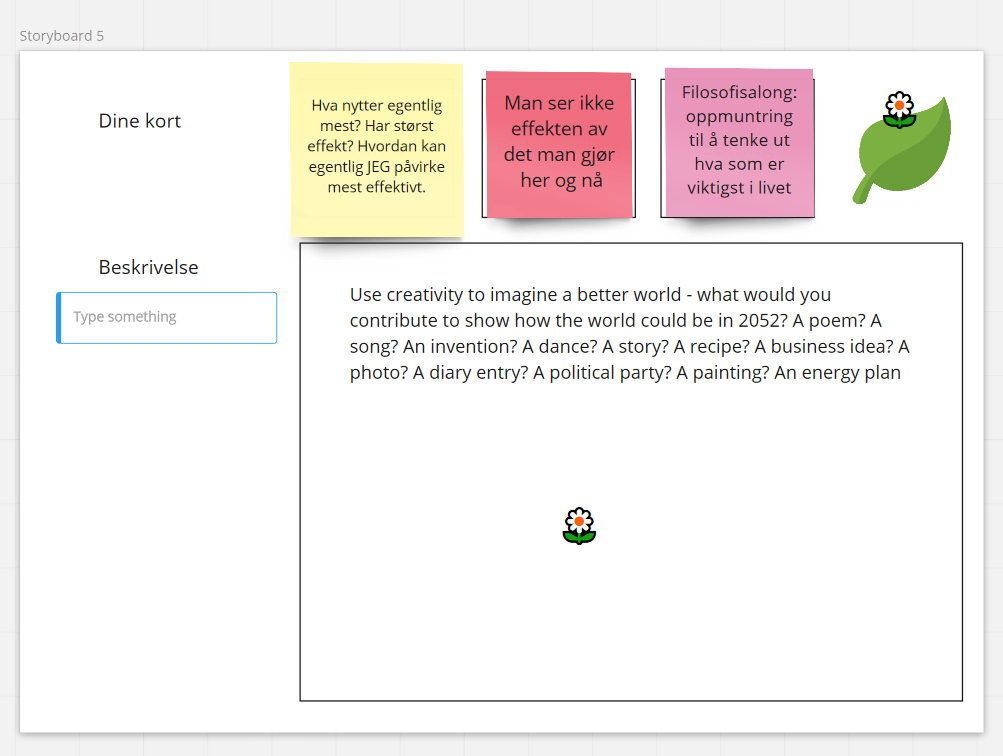 Storyboard 5
Dine kort
Hva nytter egentlig
mest? Har størst
effekt? Hvordan kan
egentlig JEG påvirke
mest effektivt.
Man ser ikke
effekten av
det man gjør
her og nå
Filosofisalong:
oppmuntring
til å tenke ut
hva som er
viktigst i livet
Beskrivelse
Type something
Use creativity to imagine a better world - what would you
contribute to show how the world could be in 2052? A poem? A
song? An invention? A dance? A story? A recipe? A business idea? A
photo? A diary entry? A political party? A painting? An energy plan